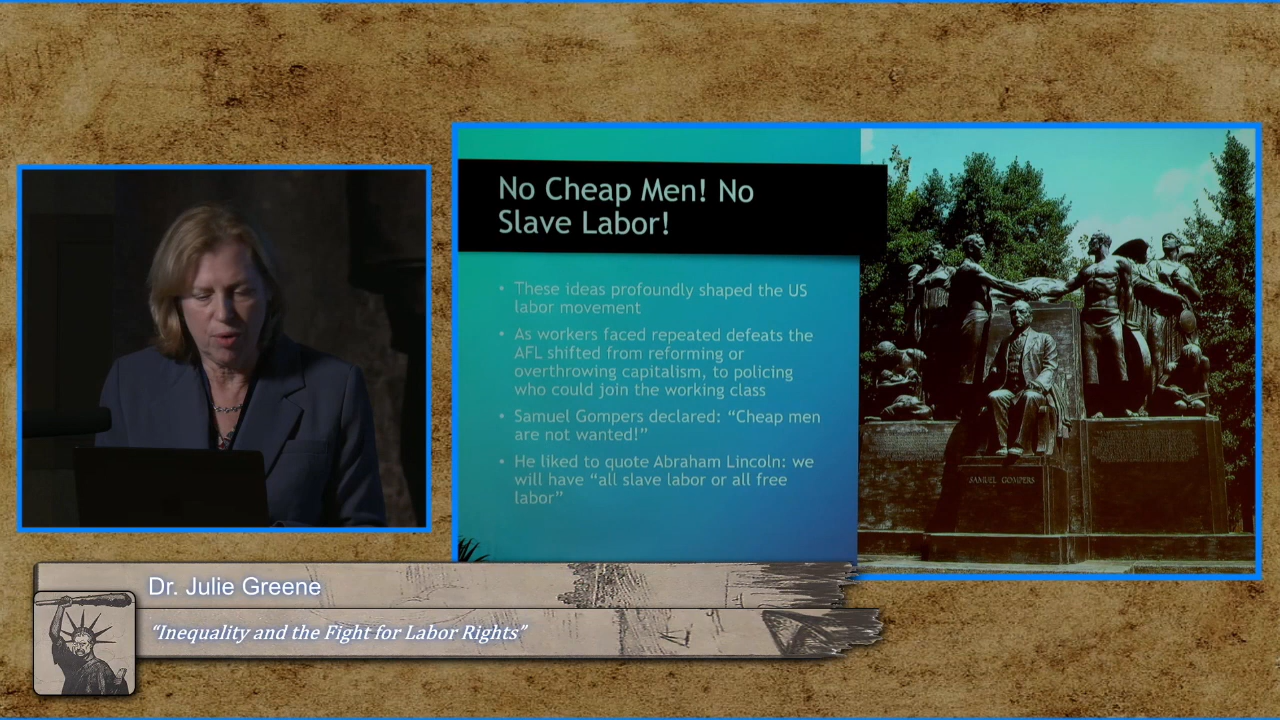 No Cheap Men! No
Slave Labor!
• These ideas profoundly shaped the US
labor movement
• As workers faced repeated defeats the
AFL shifted from reforming or
overthrowing capitalism, to policing
who could join the working class
• Samuel Gompers declared: “Cheap men
are not wanted!”
• He liked to quote Abraham Lincoln: we
will have “all slave labor or all free
labor”
SAMUEL GOMPERS
Dr. Julie Greene
“Inequality and the Fight for Labor Rights”